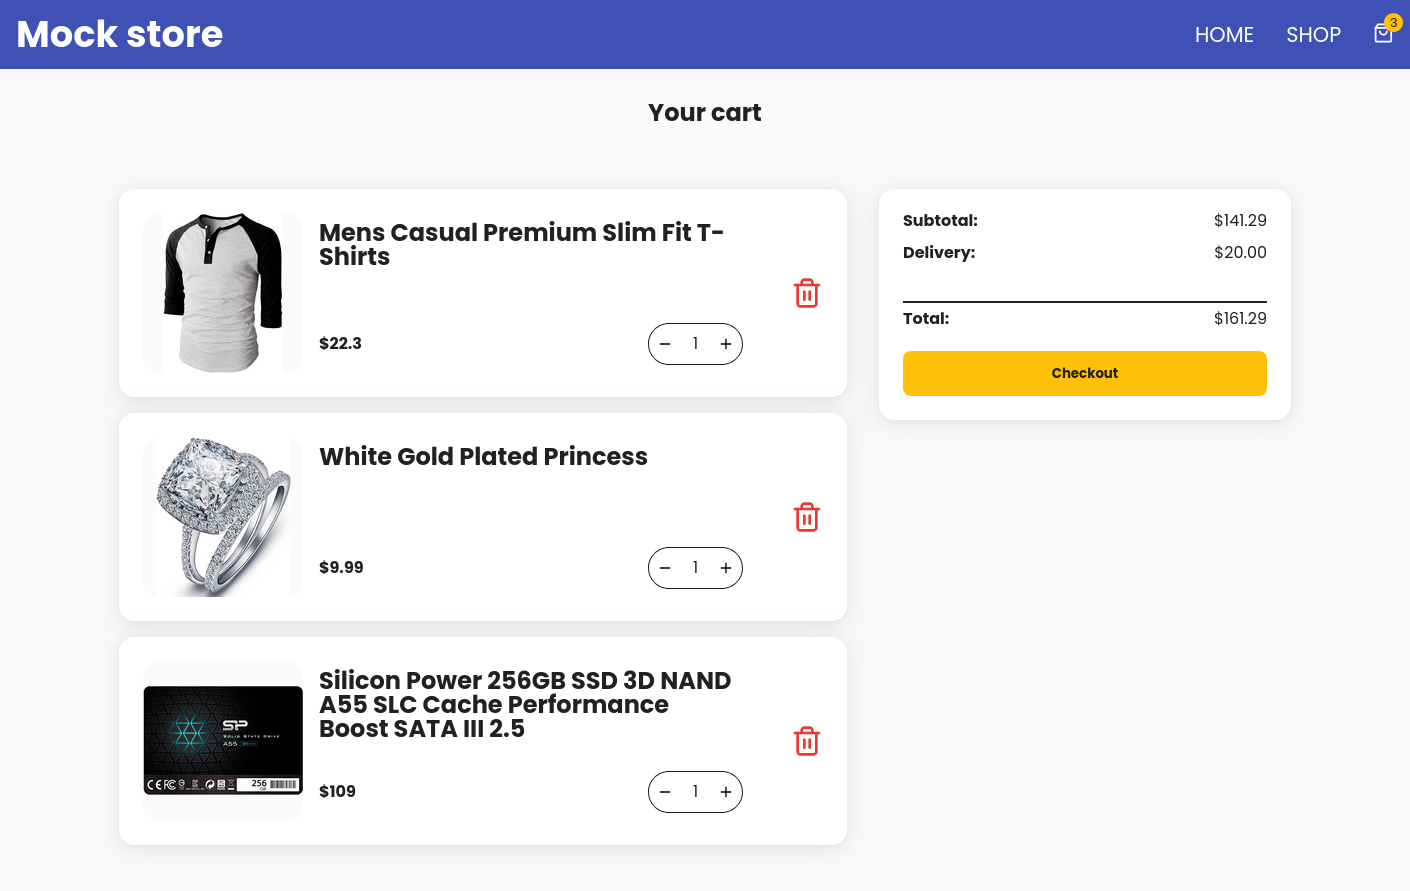 Mock store
HOME
SHOP
3
Your cart
Mens Casual Premium Slim Fit T-
Shirts
$22.3
1
White Gold Plated Princess
$9.99
1
SP
SOLID STATE DRIVE
A55
256
GB
Silicon Power 256GB SSD 3D NAND
A55 SLC Cache Performance
Boost SATA III 2.5
$109
1
Subtotal:
$141.29
Delivery:
$20.00
Total:
$161.29
Checkout